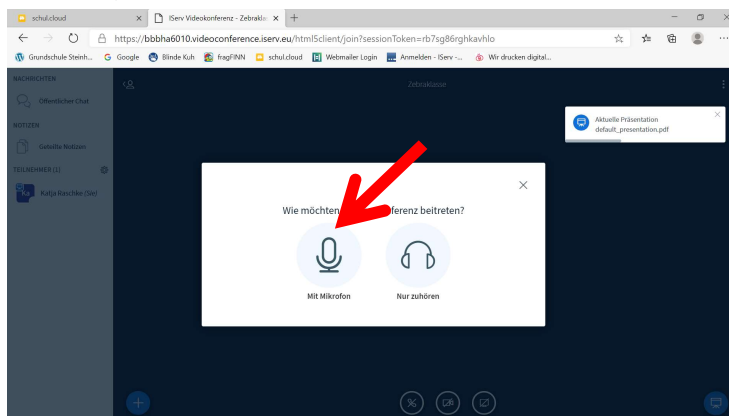 schul.cloud
IServ Videokonferenz - Zebrakla
https://bbbha6010.videoconference.iserv.eu/html5client/join?sessionToken=rb7sg86rghkavhlo
Grundschule Steinh... Google Blinde Kuh fragFINN schul.cloud Webmailer Login Anmelden - IServ -... Wir drucken digital...
NACHRICHTEN
Öffentlicher Chat
NOTIZEN
Geteilte Notizen
TEILNEHMER (1)
Ka Katja Raschke (Sie)
Zebraklasse
Aktuelle Präsentation
default_presentation.pdf
Wie möchten ferenz beitreten?
Mit Mikrofon
Nur zuhören